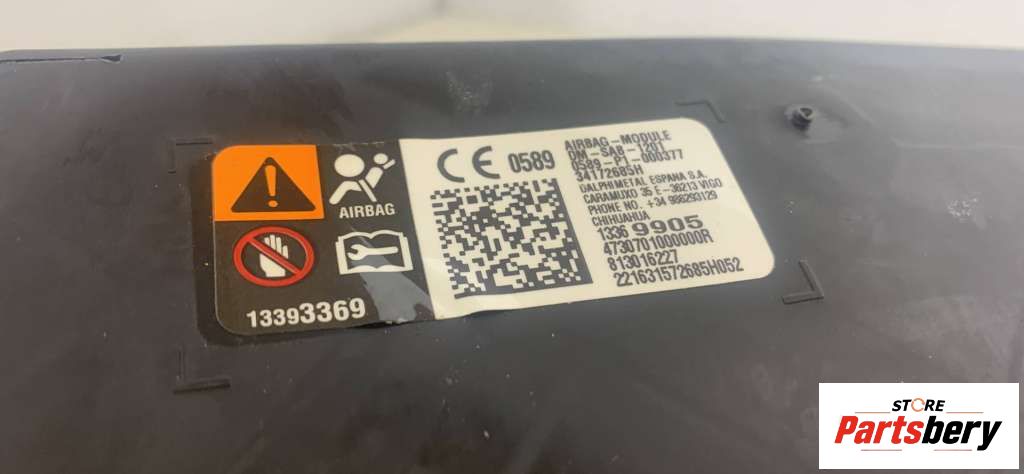 AIRBAG
13393369
CE 0589
AIRBAG-MODULE
DM-SAB-1201
0589-P1-000377
34172685H
DALPHIMETAL ESPANA S.A.
CARAMUXO 35 E-36213 VIGO
PHONE NO. +34 986293129
CHIHUAHUA
1336 9905
4730701000000R
813016227
221631572685H052
STORE
Partsbery